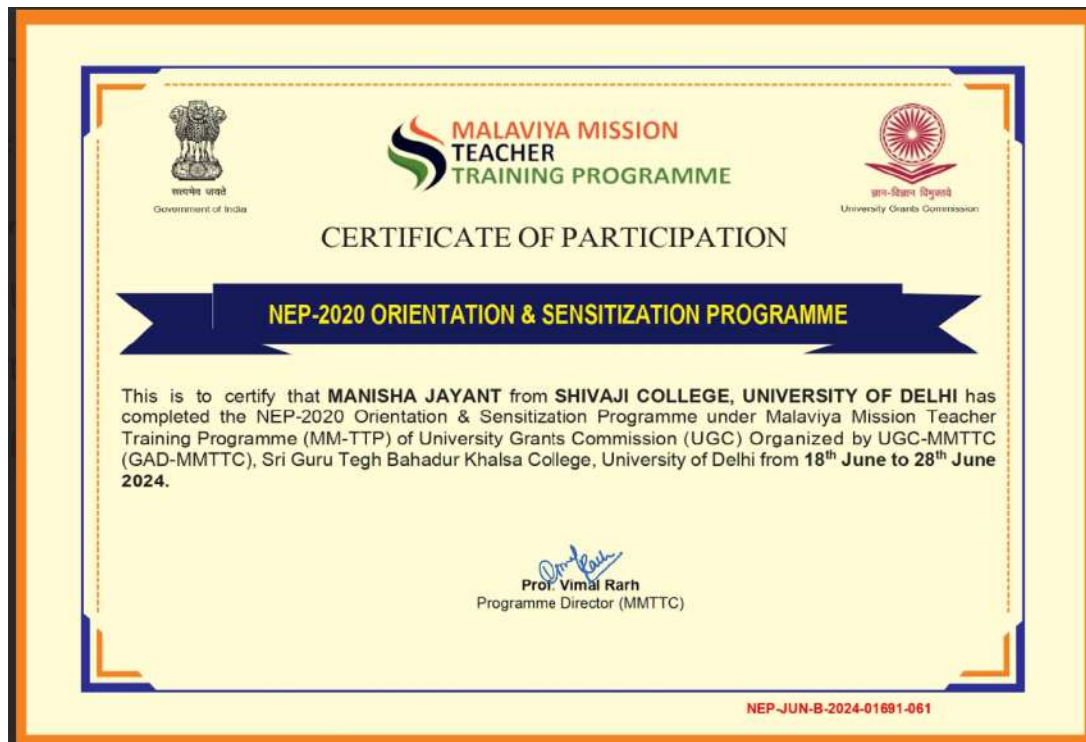 MALAVIYA MISSION
TEACHER
TRAINING PROGRAMME
सत्यमेव जयते
Government of India
ज्ञान-विज्ञान विमुक्तये
University Grants Commission
CERTIFICATE OF PARTICIPATION
NEP-2020 ORIENTATION & SENSITIZATION PROGRAMME
This is to certify that MANISHA JAYANT from SHIVAJI COLLEGE, UNIVERSITY OF DELHI has
completed the NEP-2020 Orientation & Sensitization Programme under Malaviya Mission Teacher
Training Programme (MM-TTP) of University Grants Commission (UGC) Organized by UGC-MMTTC
(GAD-MMTTC), Sri Guru Tegh Bahadur Khalsa College, University of Delhi from 18th June to 28th June
2024.
Prof. Vimal Rarh
Programme Director (MMTTC)
NEP-JUN-B-2024-01691-061